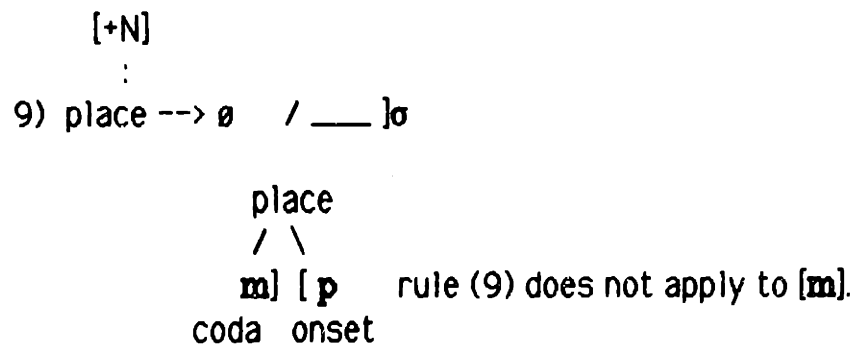 [+N]
:
9) place --> ø / ___ ]σ
place
/ \
m] [ p rule (9) does not apply to [m].
coda onset